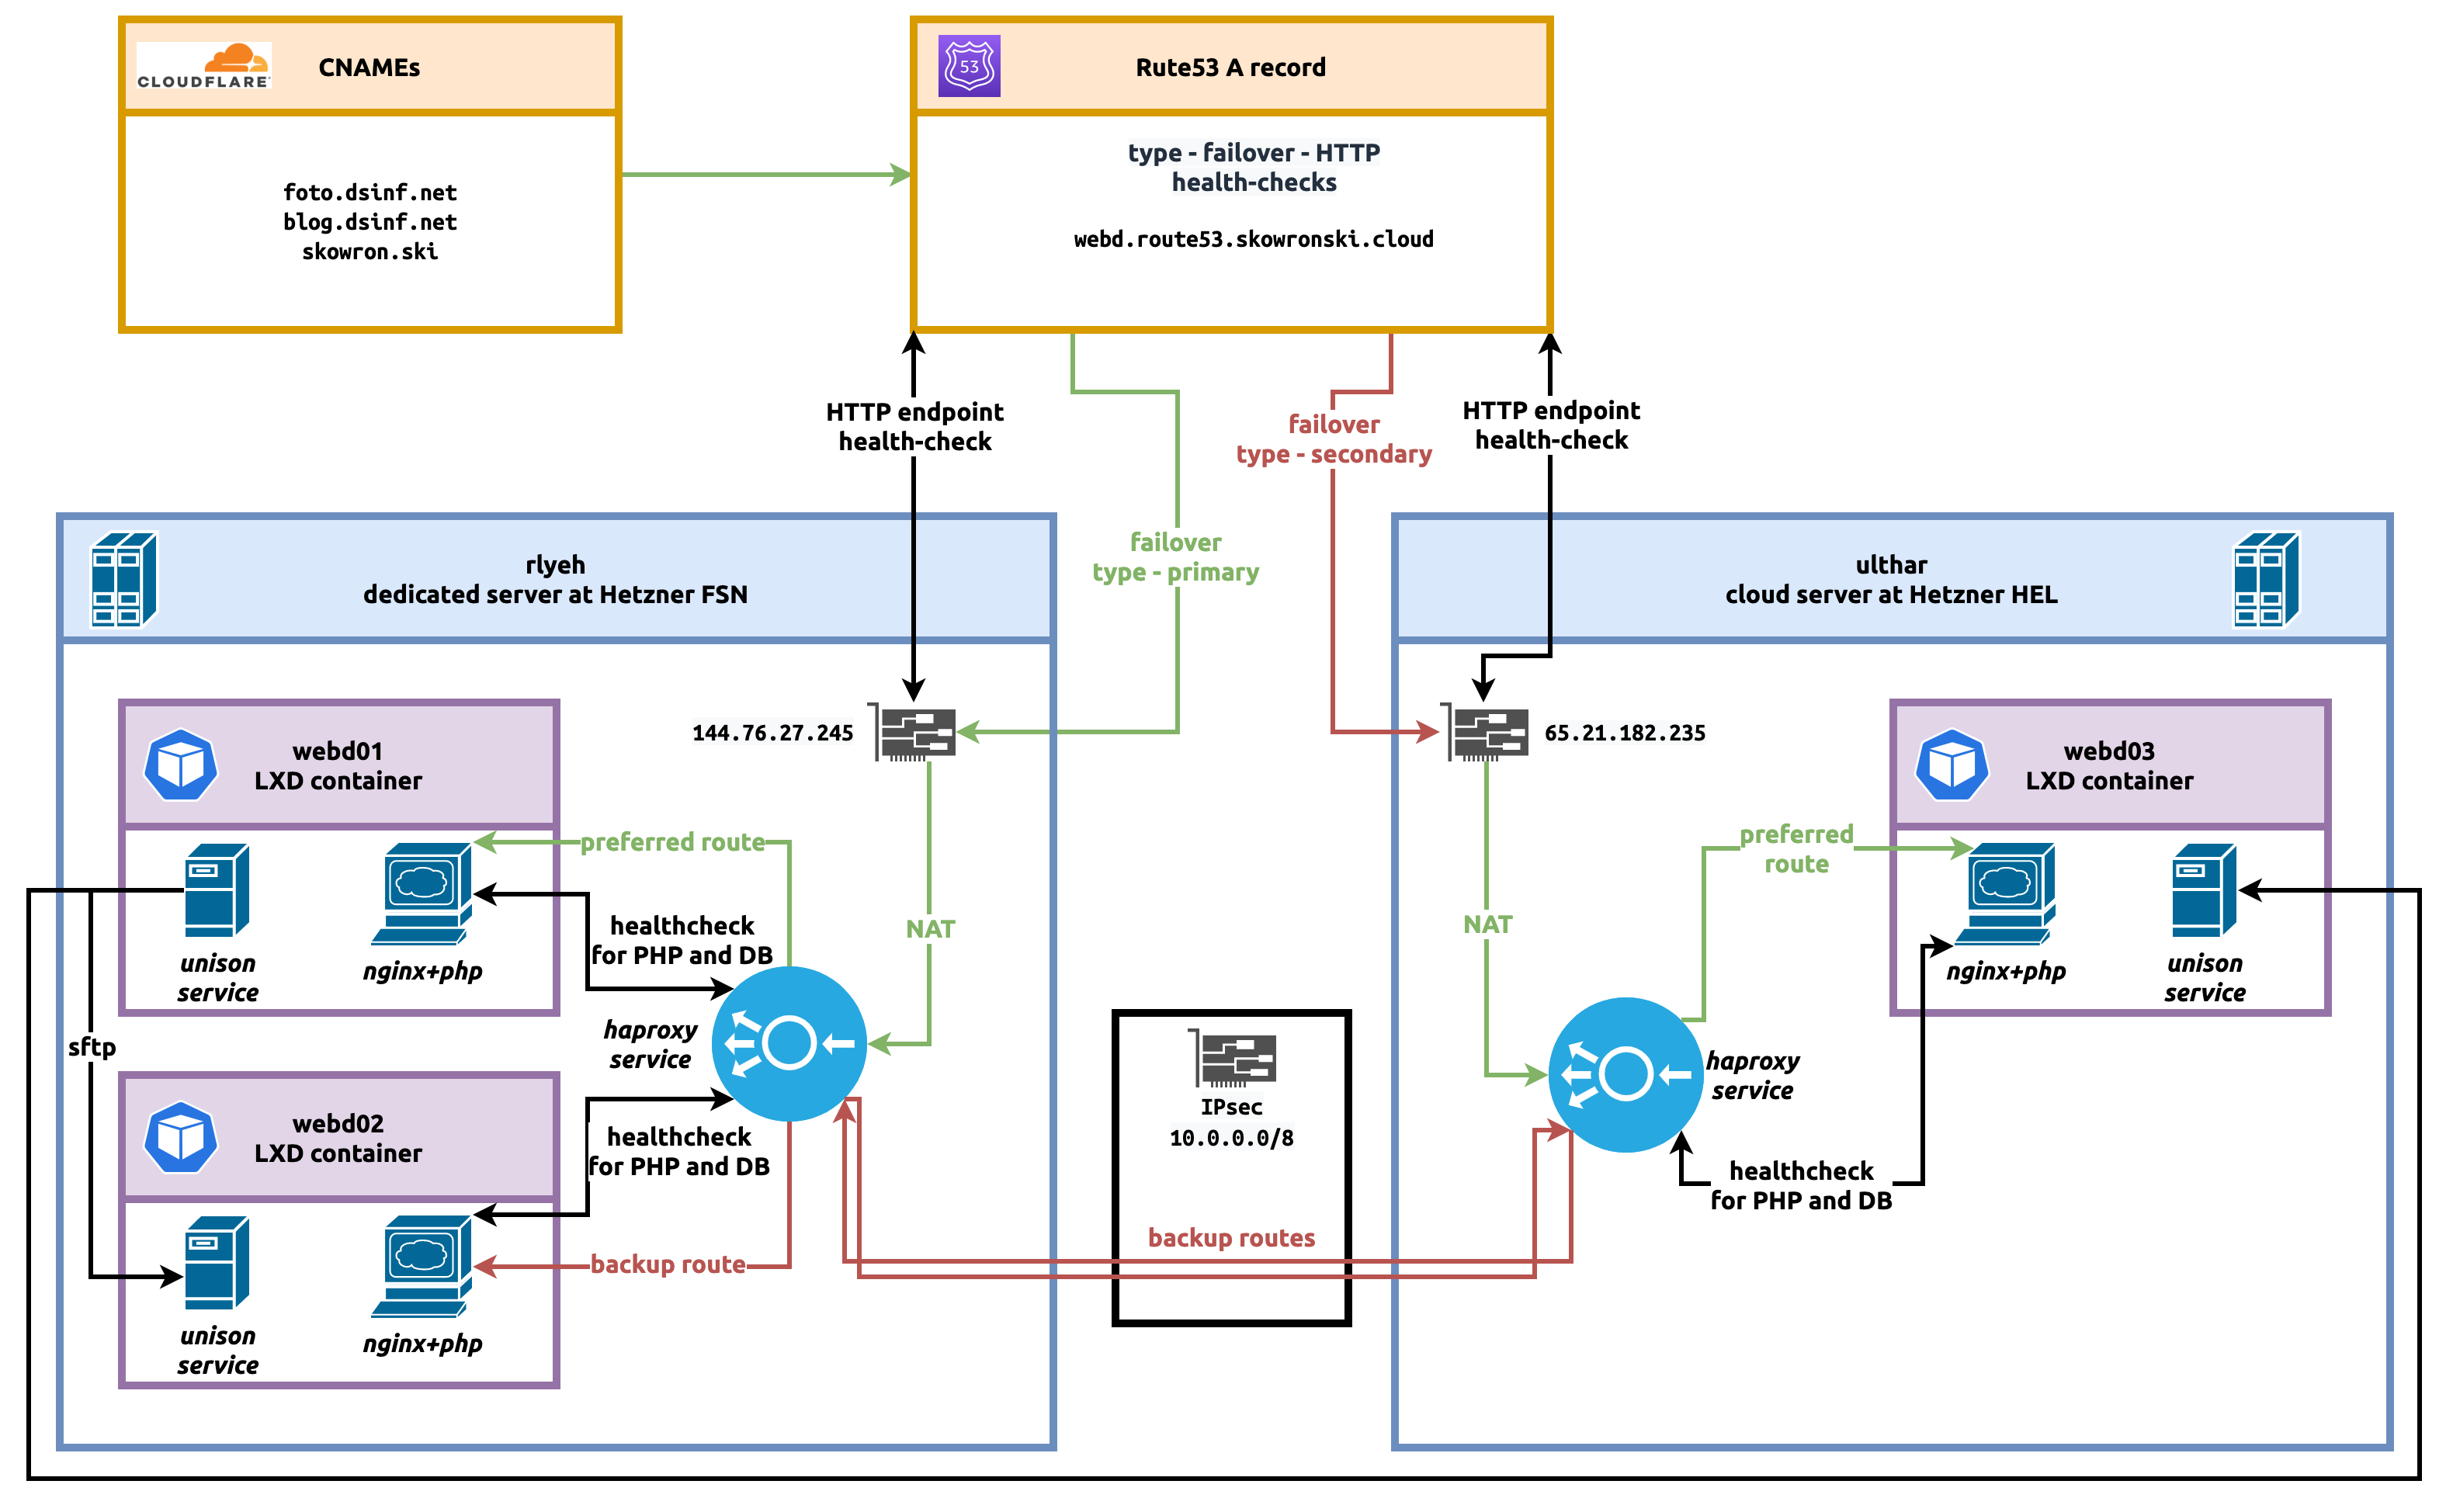 CLOUDFLARE
CNAMEs
foto.dsinf.net
blog.dsinf.net
skowron.ski
53
Rute53 A record
type - failover - HTTP
health-checks
webd.route53.skowronski.cloud
HTTP endpoint
health-check
failover
type - secondary
HTTP endpoint
health-check
failover
type - primary
rlyeh
dedicated server at Hetzner FSN
ulthar
cloud server at Hetzner HEL
144.76.27.245
65.21.182.235
webd01
LXD container
preferred route
unison
service
nginx+php
healthcheck
for PHP and DB
NAT
haproxy
service
sftp
webd02
LXD container
healthcheck
for PHP and DB
backup route
unison
service
nginx+php
IPsec
10.0.0.0/8
backup routes
NAT
preferred
route
webd03
LXD container
nginx+php
unison
service
haproxy
service
healthcheck
for PHP and DB